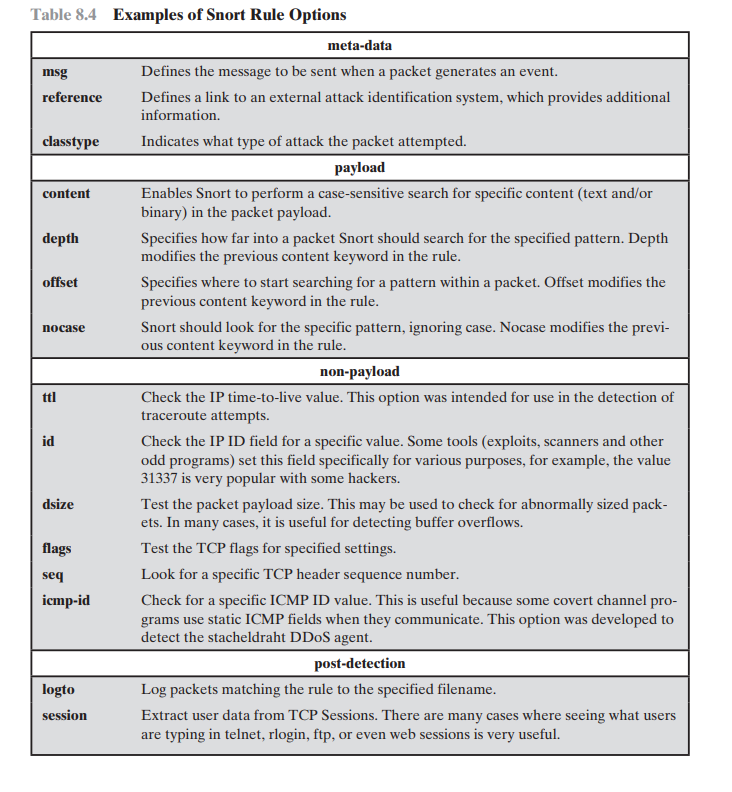 Table 8.4 Examples of Snort Rule Options
meta-data
msg Defines the message to be sent when a packet generates an event.
reference Defines a link to an external attack identification system, which provides additional
information.
classtype Indicates what type of attack the packet attempted.
payload
content Enables Snort to perform a case-sensitive search for specific content (text and/or
binary) in the packet payload.
depth Specifies how far into a packet Snort should search for the specified pattern. Depth
modifies the previous content keyword in the rule.
offset Specifies where to start searching for a pattern within a packet. Offset modifies the
previous content keyword in the rule.
nocase Snort should look for the specific pattern, ignoring case. Nocase modifies the previ-
ous content keyword in the rule.
non-payload
ttl Check the IP time-to-live value. This option was intended for use in the detection of
traceroute attempts.
id Check the IP ID field for a specific value. Some tools (exploits, scanners and other
odd programs) set this field specifically for various purposes, for example, the value
31337 is very popular with some hackers.
dsize Test the packet payload size. This may be used to check for abnormally sized pack-
ets. In many cases, it is useful for detecting buffer overflows.
flags Test the TCP flags for specified settings.
seq Look for a specific TCP header sequence number.
icmp-id Check for a specific ICMP ID value. This is useful because some covert channel pro-
grams use static ICMP fields when they communicate. This option was developed to
detect the stacheldraht DDoS agent.
post-detection
logto Log packets matching the rule to the specified filename.
session Extract user data from TCP Sessions. There are many cases where seeing what users
are typing in telnet, rlogin, ftp, or even web sessions is very useful.